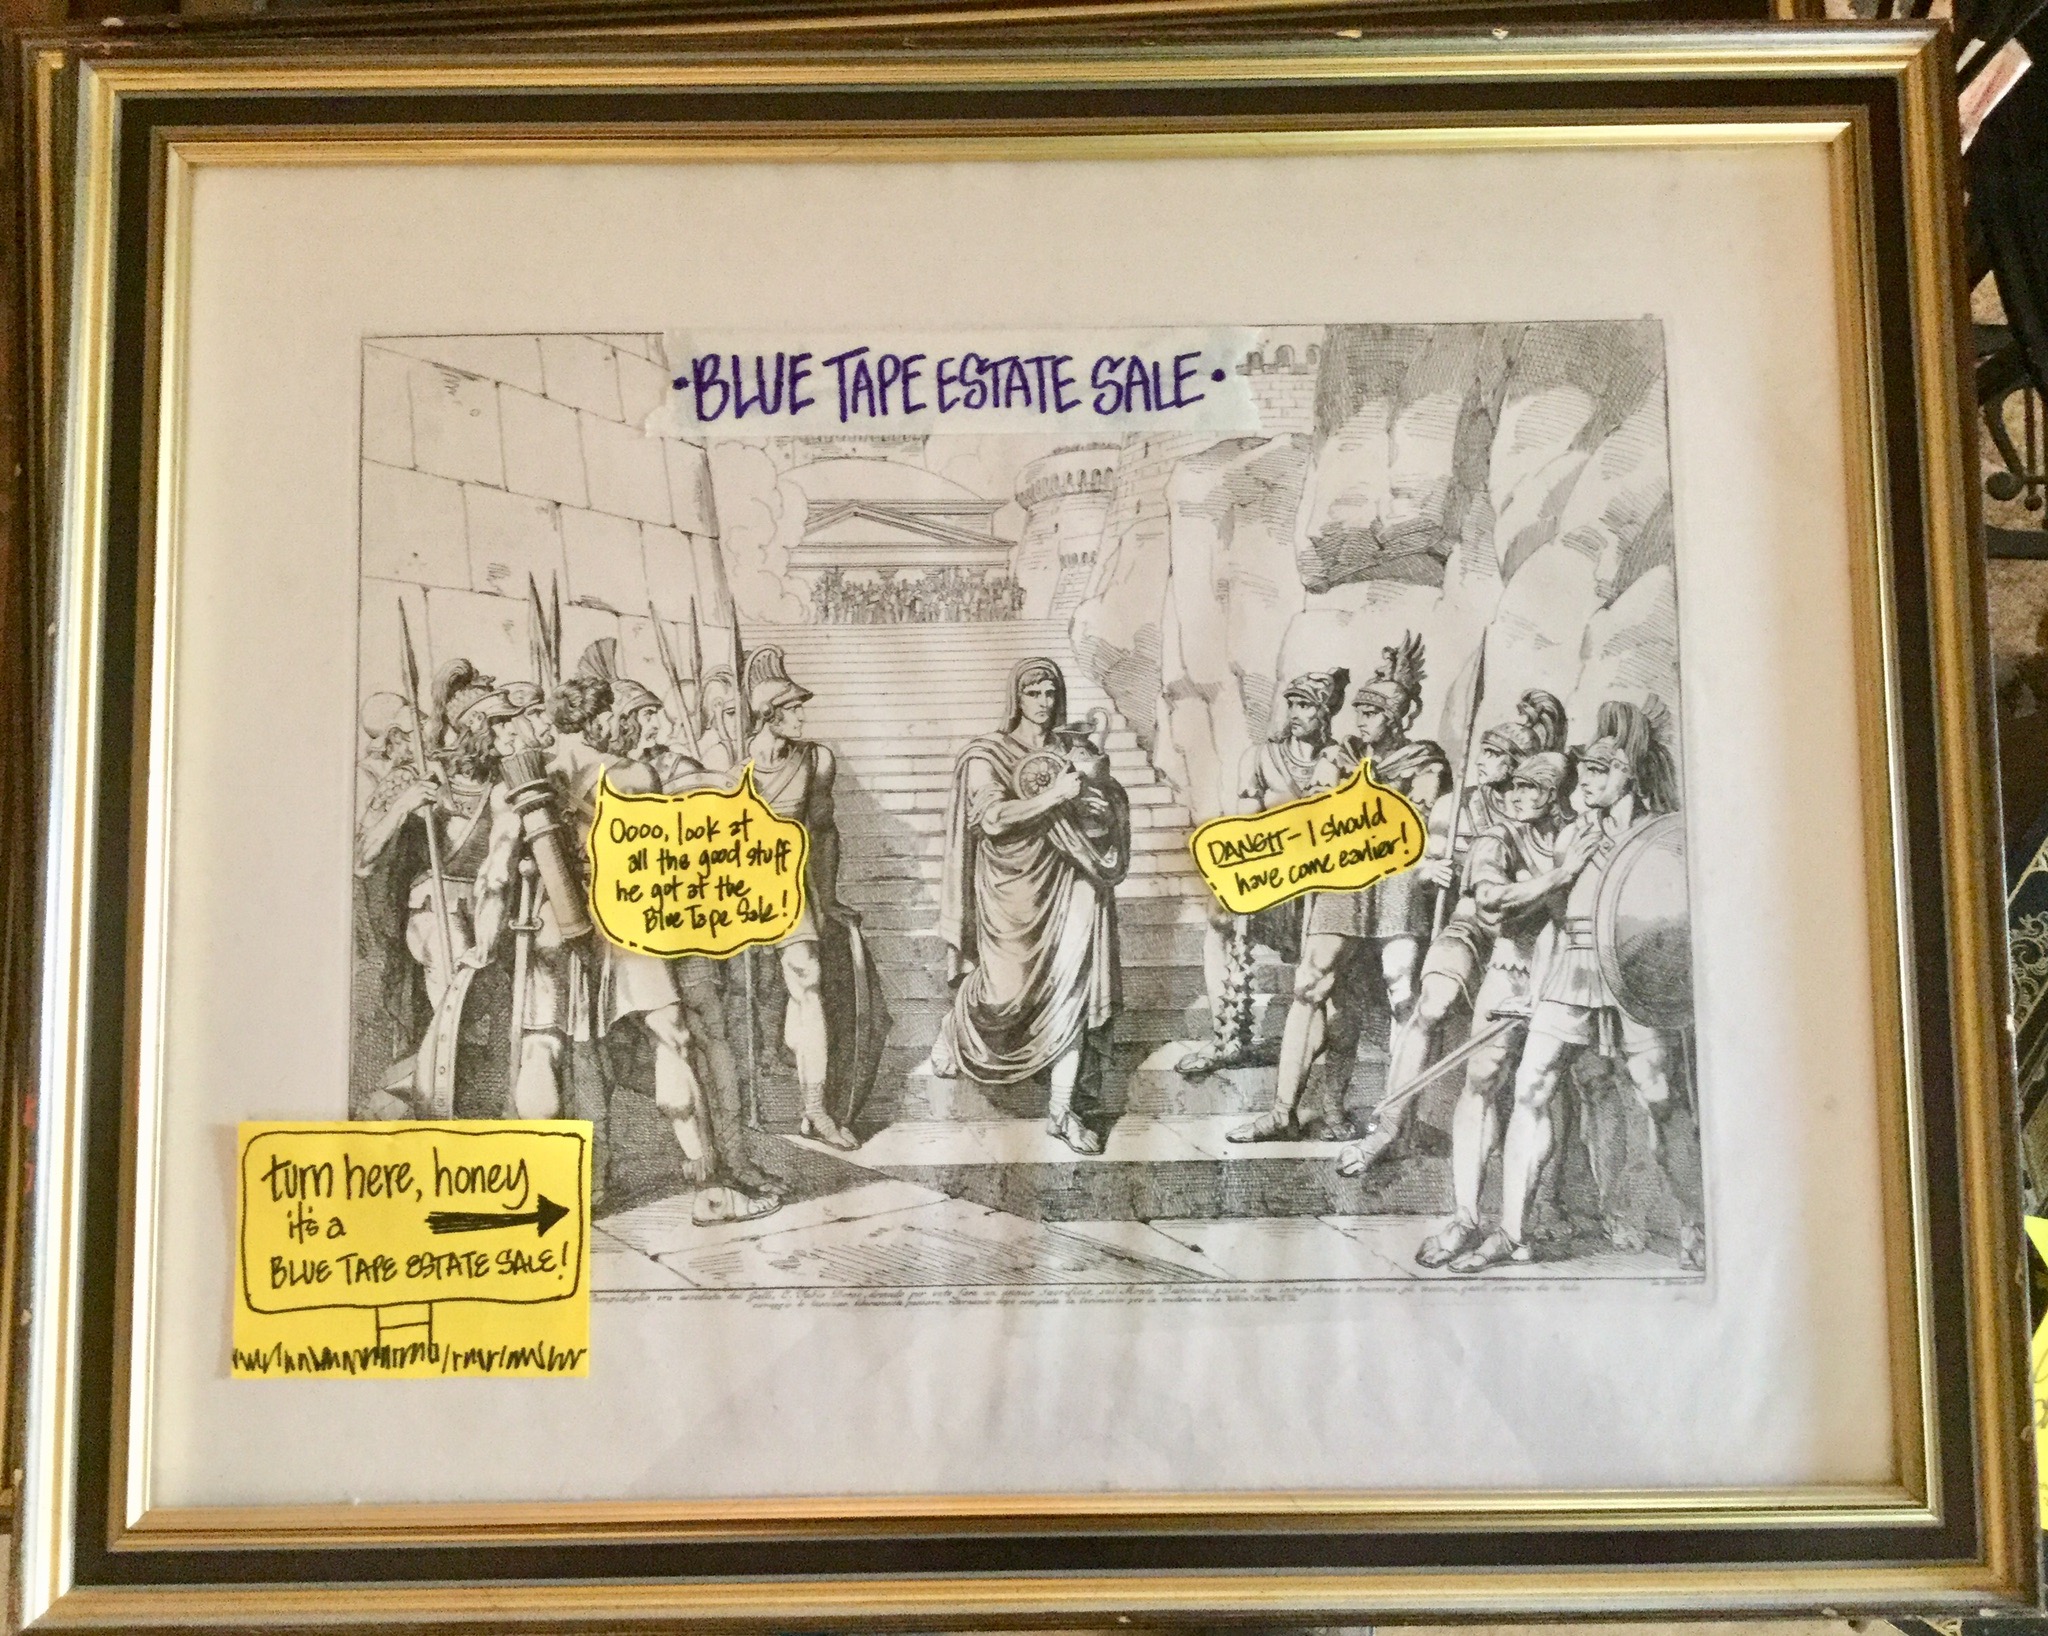 •BLUE TAPE ESTATE SALE•
Oooo, look at
all the good stuff
he got at the
Blue Tape Sale!
DANGIT - I should
have come earlier!
turn here, honey
it's a
BLUE TAPE ESTATE SALE!